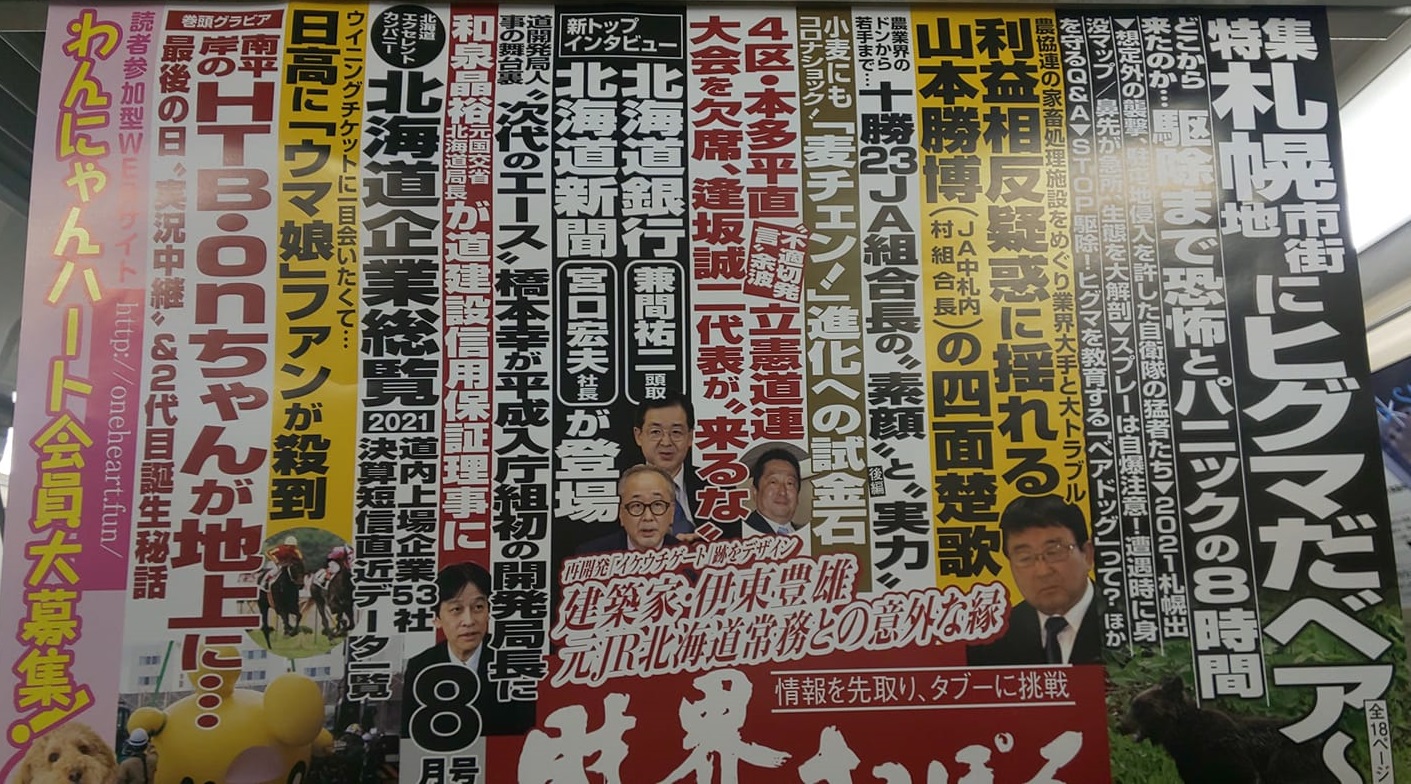 特集
札幌市街地にヒグマだベア〜
全18ページ
どこから来たのか…駆除まで恐怖とパニックの8時間
▼想定外の襲撃、駐屯地侵入を許した自衛隊の猛者たち▼2021札幌出
没マップ／鼻先が急所、生態を大解剖▼スプレーは自爆注意！遭遇時に身
を守るQ&A▼STOP駆除！ヒグマを教育する「ベアドッグ」って？ほか
農協連の家畜処理施設をめぐり業界大手と大トラブル
利益相反疑惑に揺れる
山本勝博（JA中札内村組合長）の四面楚歌
農業界のドンから若手まで…
十勝23JA組合長の〝素顔〟と〝実力〟後編
小麦にもコロナショック！
「麦チェン！」進化への試金石
4区・本多平直〝不適切発言〟余波 立憲道連
大会を欠席、逢坂誠二代表が〝来るな〟
新トップインタビュー
北海道銀行 兼間祐二頭取
北海道新聞 宮口宏夫社長 が登場
道開発局人事の舞台裏
〝次代のエース〟橋本幸が平成入庁組初の開発局長に
和泉晶裕元国交省北海道局長が道建設信用保証理事に
北海道エクセレントカンパニー
北海道企業総覧2021
道内上場企業53社
決算短信直近データ一覧
ウイニングチケットに一目会いたくて…
日高に「ウマ娘」ファンが殺到
巻頭グラビア
南平岸のHTB・onちゃんが地上に…
最後の日〝実況中継〟&2代目誕生秘話
読者参加型WEBサイト http://oneheart.fun/
わんにゃんハート会員大募集！
再開発「イケウチゲート」跡をデザイン
建築家・伊東豊雄
元JR北海道常務との意外な縁
情報を先取り、タブーに挑戦
8月号
財界さっぽろ